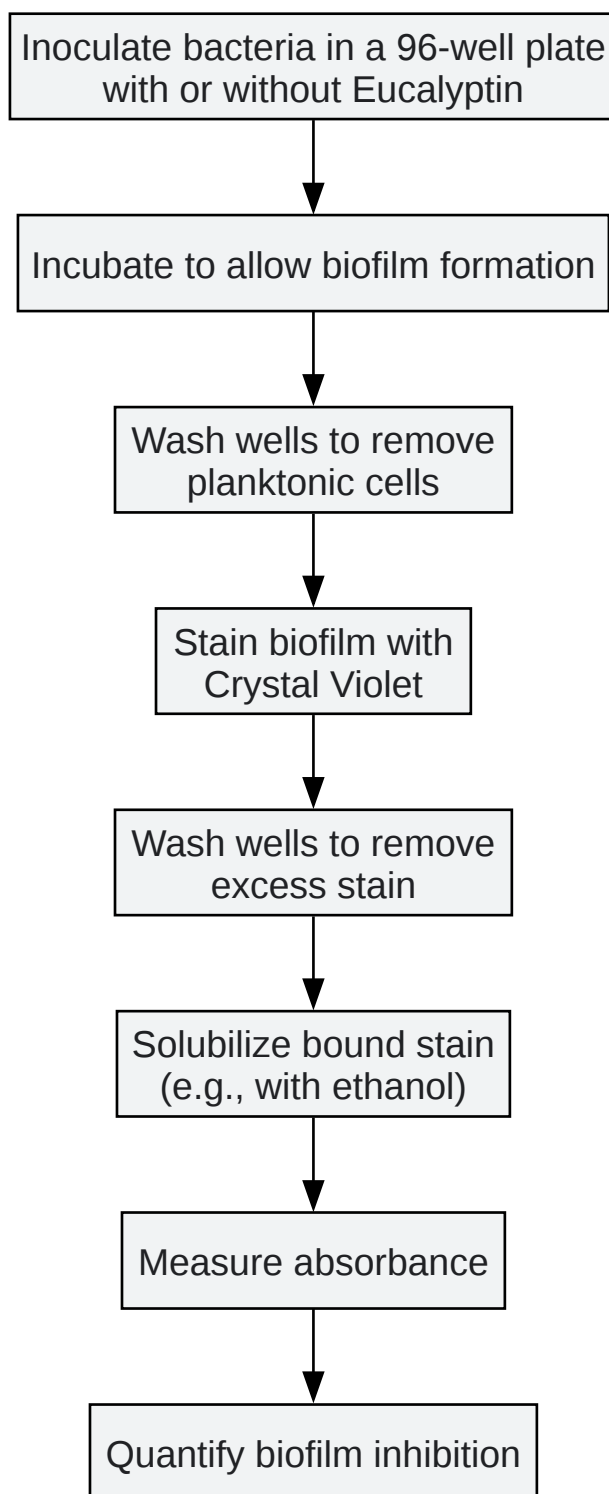 Inoculate bacteria in a 96-well plate
with or without Eucalyptin
Incubate to allow biofilm formation
Wash wells to remove
planktonic cells
Stain biofilm with
Crystal Violet
Wash wells to remove
excess stain
Solubilize bound stain
(e.g., with ethanol)
Measure absorbance
Quantify biofilm inhibition